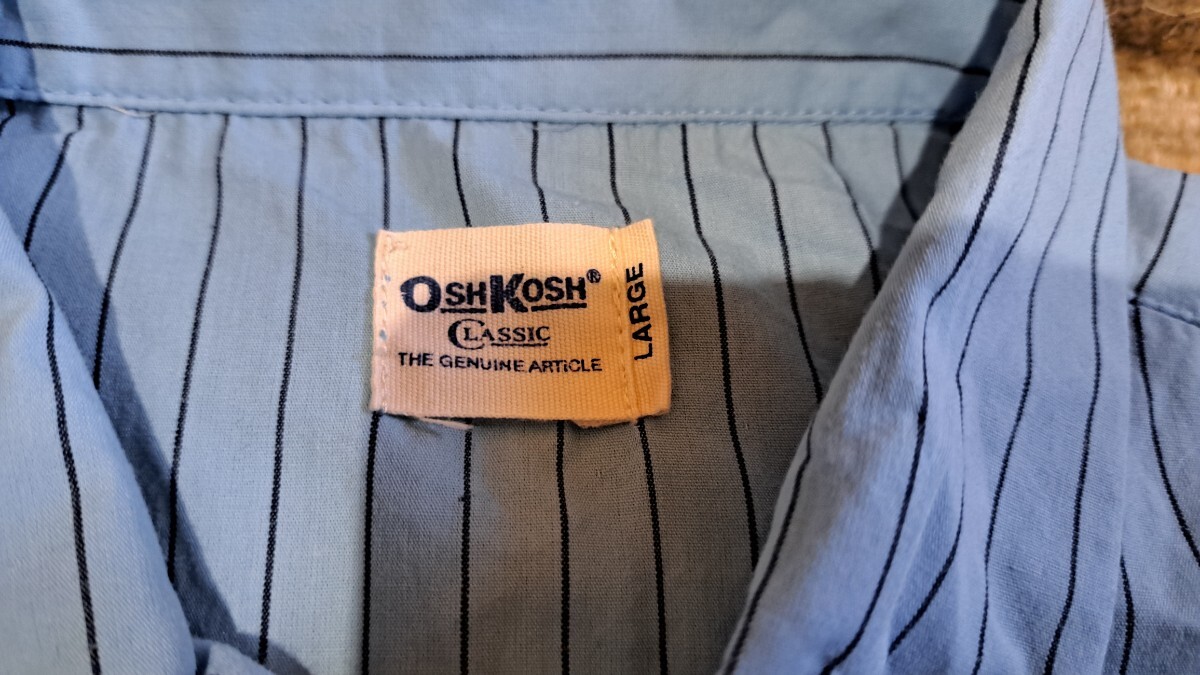 OSHKOSH®
CLASSIC
THE GENUINE ARTICLE
LARGE